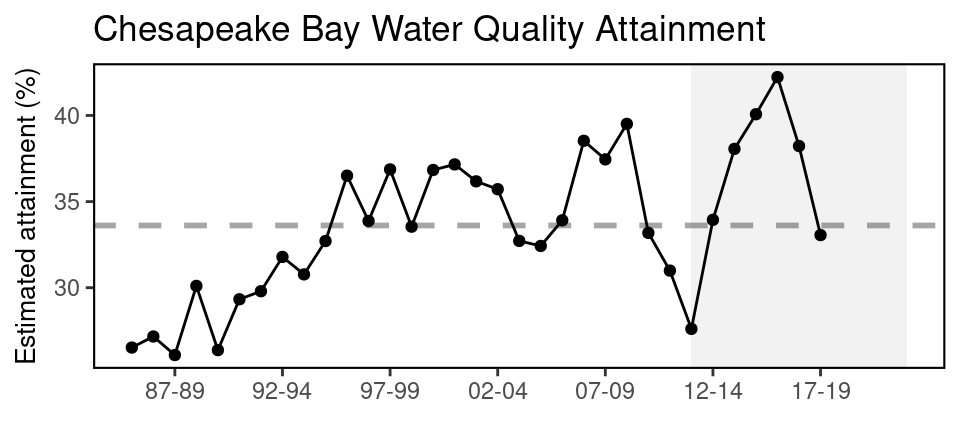 Chesapeake Bay Water Quality Attainment
Estimated attainment (%)
40
35
30
87-89 92-94 97-99 02-04 07-09 12-14 17-19